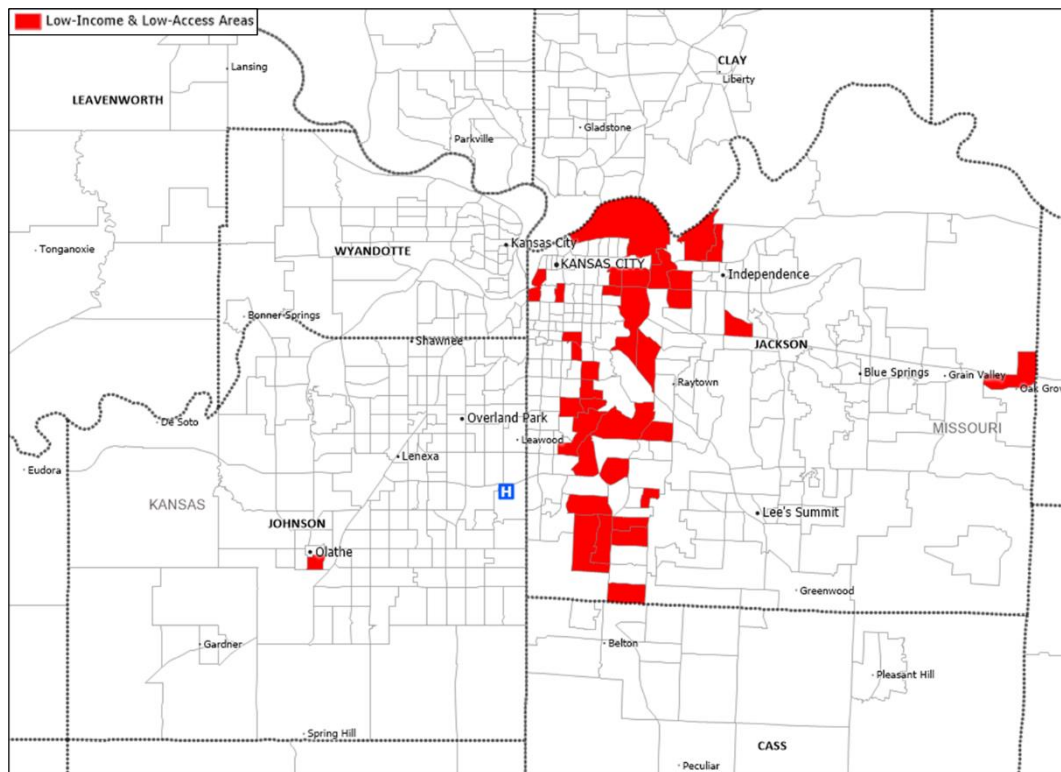 Low-Income & Low-Access Areas
CLAY
Liberty
Lansing
LEAVENWORTH
Gladstone
Parkville
Tonganoxie
WYANDOTTE
Kansas City
KANSAS CITY
Independence
Bonner Springs
Shawnee
JACKSON
Blue Springs
Grain Valley
Raytown
Oak Grov
De Soto
Overland Park
MISSOURI
Leawood
Lenexa
Eudora
H
KANSAS
Lee's Summit
JOHNSON
Olathe
Greenwood
Gardner
Belton
Pleasant Hill
Spring Hill
CASS
Peculiar